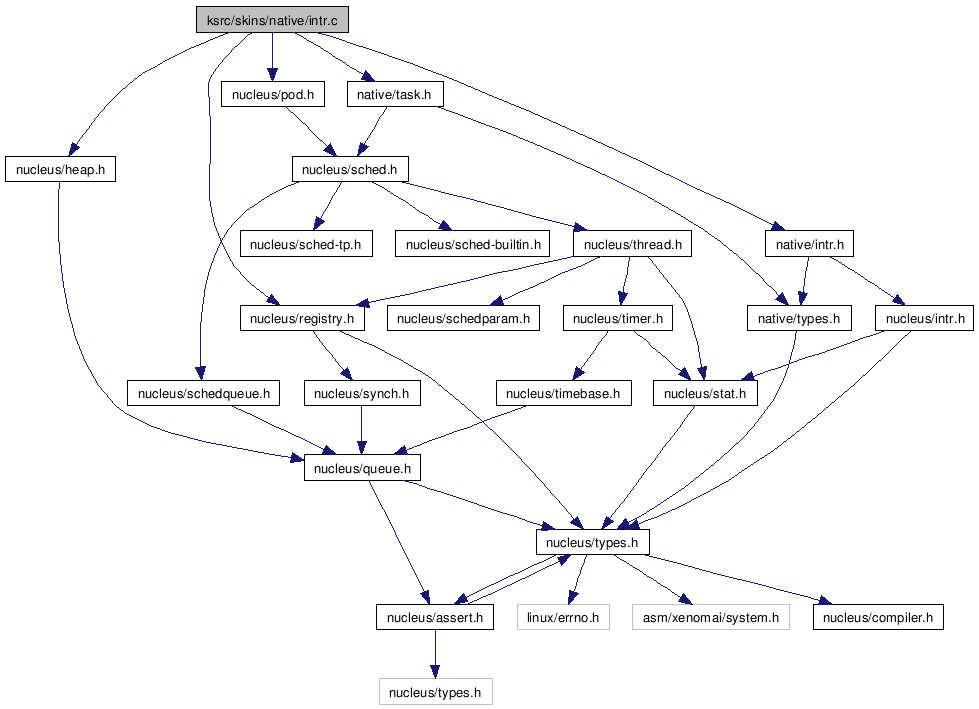 ksrc/skins/native/intr.c
nucleus/pod.h
native/task.h
nucleus/heap.h
nucleus/sched.h
nucleus/sched-tp.h
nucleus/sched-builtin.h
nucleus/thread.h
native/intr.h
nucleus/registry.h
nucleus/schedparam.h
nucleus/timer.h
native/types.h
nucleus/intr.h
nucleus/schedqueue.h
nucleus/synch.h
nucleus/timebase.h
nucleus/stat.h
nucleus/queue.h
nucleus/types.h
nucleus/assert.h
linux/errno.h
asm/xenomai/system.h
nucleus/compiler.h
nucleus/types.h